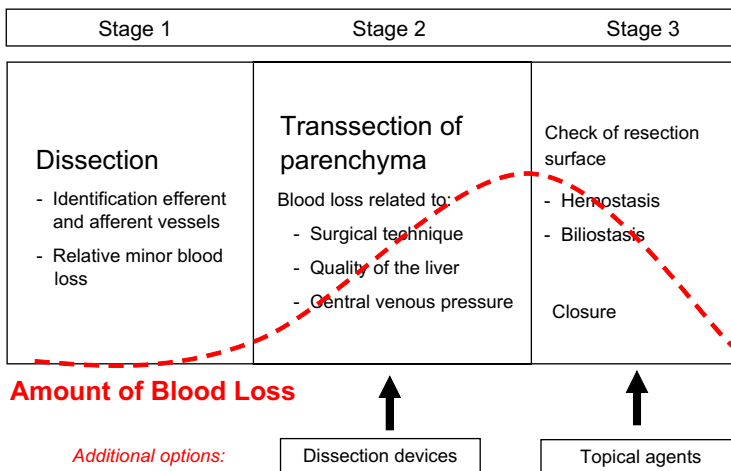 Stage 1
Stage 2
Stage 3
Dissection
- Identification efferent
and afferent vessels
- Relative minor blood
loss
Transsection of
parenchyma
Blood loss related to:
- Surgical technique
- Quality of the liver
- Central venous pressure
Check of resection
surface
- Hemostasis
- Biliostasis
Closure
Amount of Blood Loss
Additional options:
Dissection devices
Topical agents